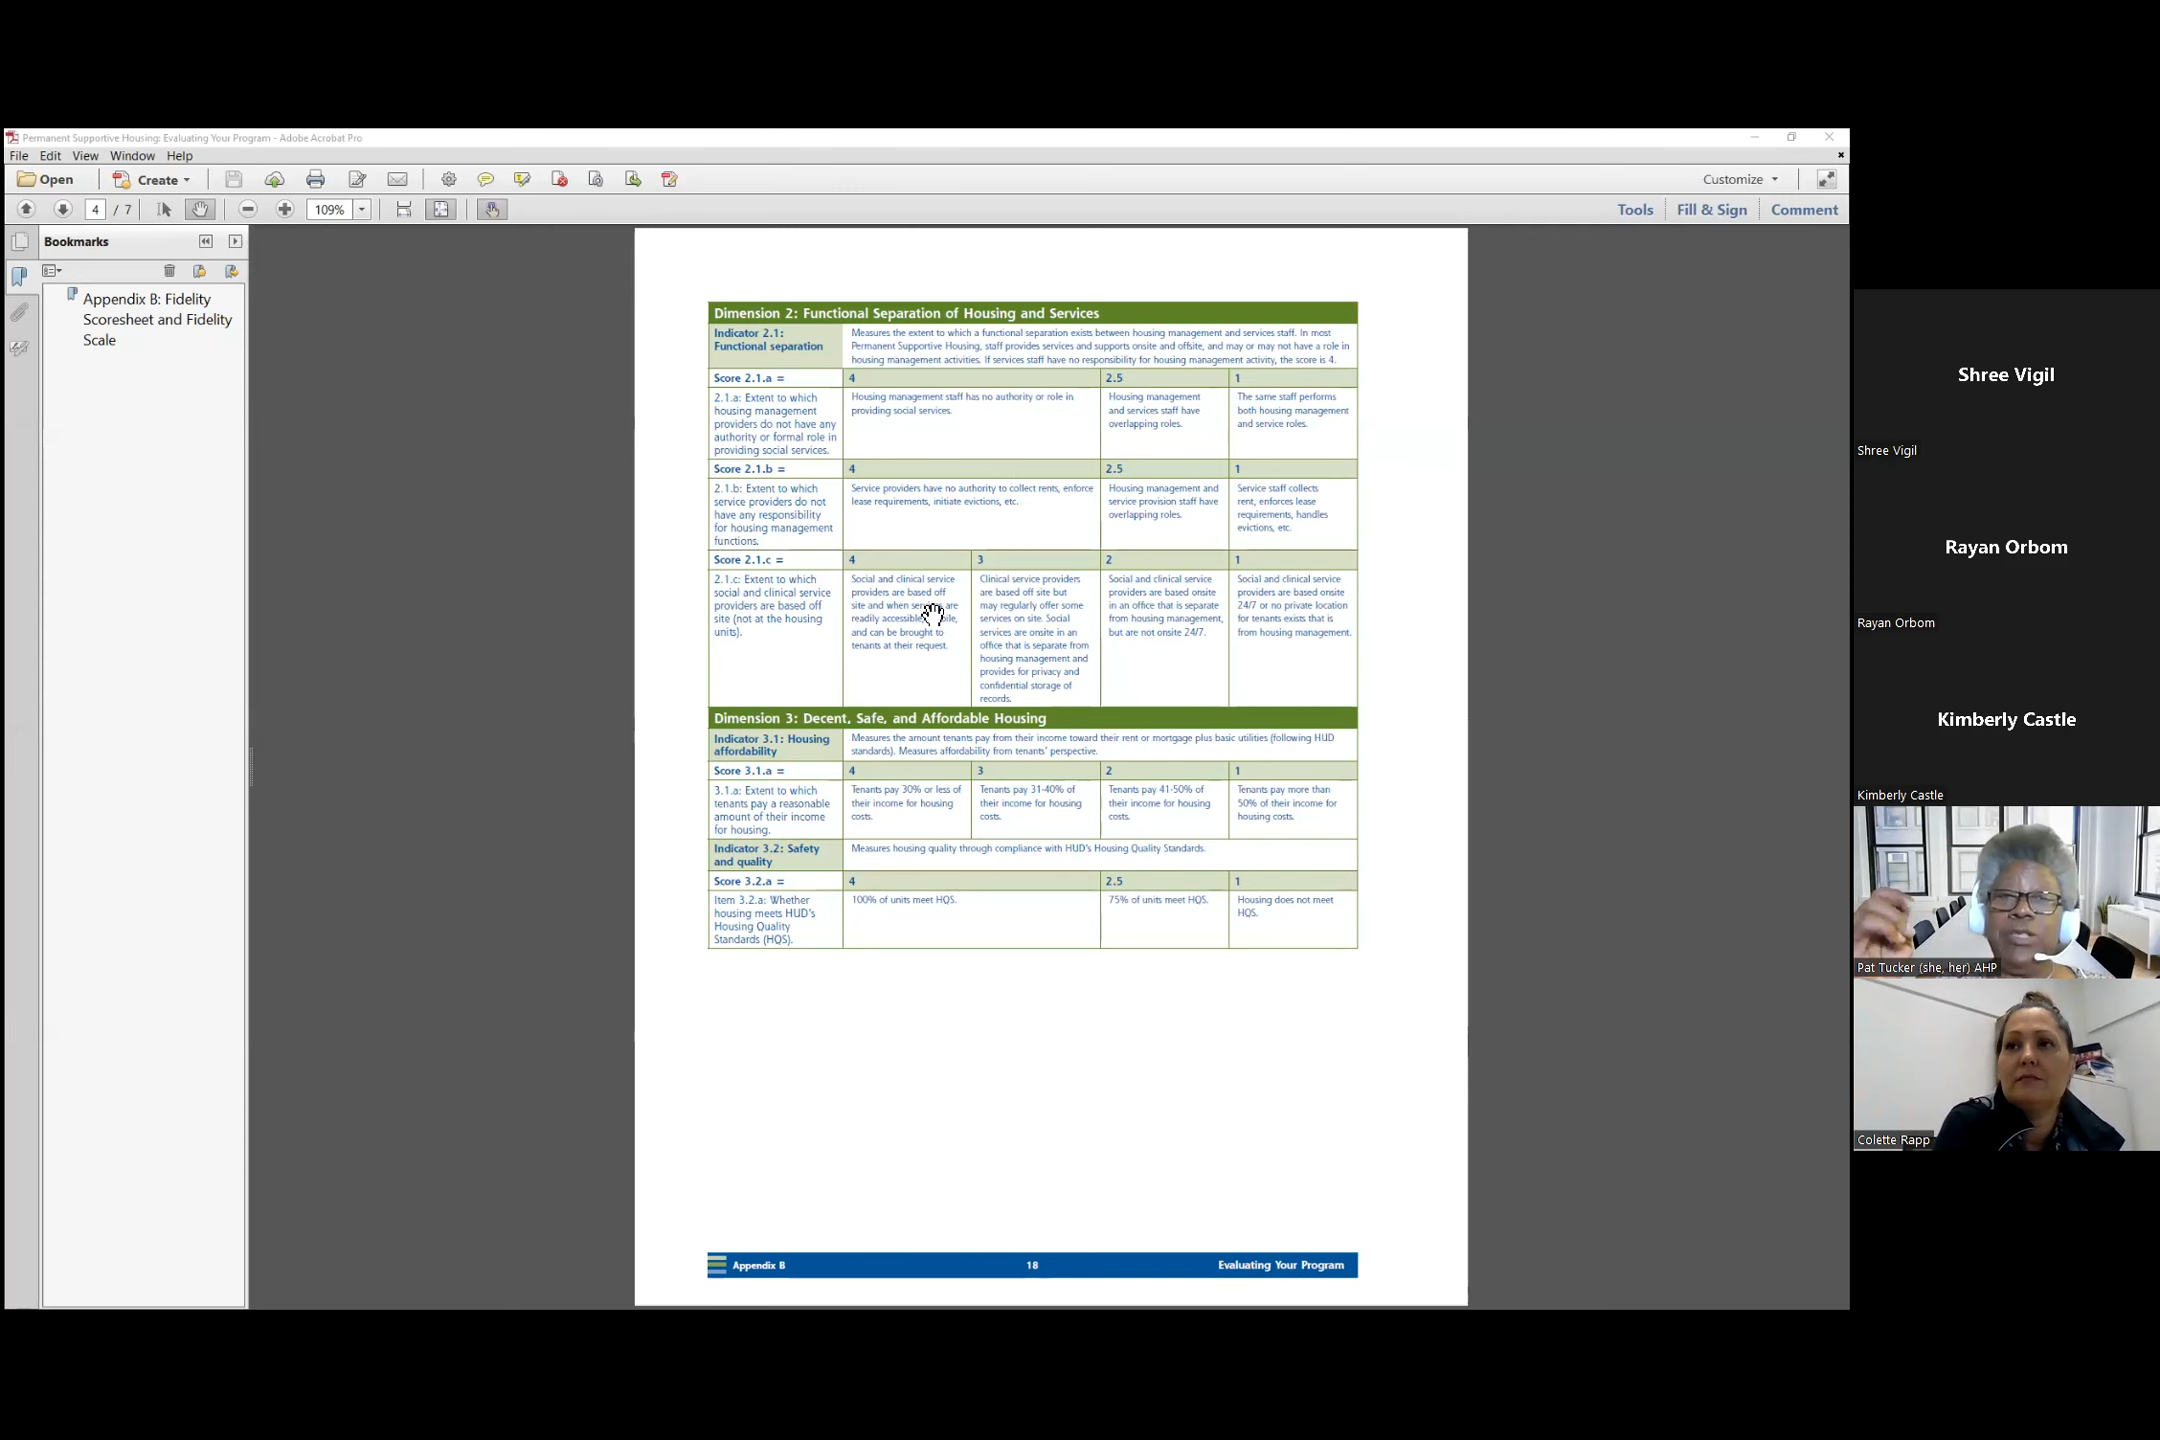 Permanent Supportive Housing: Evaluating Your Program - Adobe Acrobat Pro
File Edit View Window Help
Open Create Customize
4 / 7 109% Tools Fill & Sign Comment
Bookmarks
Appendix B: Fidelity
Scoresheet and Fidelity
Scale
Dimension 2: Functional Separation of Housing and Services
Indicator 2.1:
Functional separation
Measures the extent to which a functional separation exists between housing management and services staff. In most
Permanent Supportive Housing, staff provides services and supports onsite and offsite, and may or may not have a role in
housing management activities. If services staff have no responsibility for housing management activity, the score is 4.
Score 2.1.a = 4 2.5 1
2.1.a: Extent to which
housing management
providers do not have any
authority or formal role in
providing social services.
Housing management staff has no authority or role in
providing social services.
Housing management
and services staff have
overlapping roles.
The same staff performs
both housing management
and service roles.
Score 2.1.b = 4 2.5 1
2.1.b: Extent to which
service providers do not
have any responsibility
for housing management
functions.
Service providers have no authority to collect rents, enforce
lease requirements, initiate evictions, etc.
Housing management and
service provision staff have
overlapping roles.
Service staff collects
rent, enforces lease
requirements, handles
evictions, etc.
Score 2.1.c = 4 3 2 1
2.1.c: Extent to which
social and clinical service
providers are based off
site (not at the housing
units).
Social and clinical service
providers are based off
site and when are
readily accessible,
and can be brought to
tenants at their request.
Clinical service providers
are based off site but
may regularly offer some
services on site. Social
services are onsite in an
office that is separate from
housing management and
provides for privacy and
confidential storage of
records.
Social and clinical service
providers are based onsite
in an office that is separate
from housing management,
but are not onsite 24/7.
Social and clinical service
providers are based onsite
24/7 or no private location
for tenants exists that is
from housing management.
Dimension 3: Decent, Safe, and Affordable Housing
Indicator 3.1: Housing
affordability
Measures the amount tenants pay from their income toward their rent or mortgage plus basic utilities (following HUD
standards). Measures affordability from tenants' perspective.
Score 3.1.a = 4 3 2 1
3.1.a: Extent to which
tenants pay a reasonable
amount of their income
for housing.
Tenants pay 30% or less of
their income for housing
costs.
Tenants pay 31-40% of
their income for housing
costs.
Tenants pay 41-50% of
their income for housing
costs.
Tenants pay more than
50% of their income for
housing costs.
Indicator 3.2: Safety
and quality
Measures housing quality through compliance with HUD's Housing Quality Standards.
Score 3.2.a = 4 2.5 1
Item 3.2.a: Whether
housing meets HUD's
Housing Quality
Standards (HQS).
100% of units meet HQS.
75% of units meet HQS.
Housing does not meet
HQS.
Appendix B 18 Evaluating Your Program
Shree Vigil
Shree Vigil
Rayan Orbom
Rayan Orbom
Kimberly Castle
Kimberly Castle
Pat Tucker (she, her) AHP
Colette Rapp